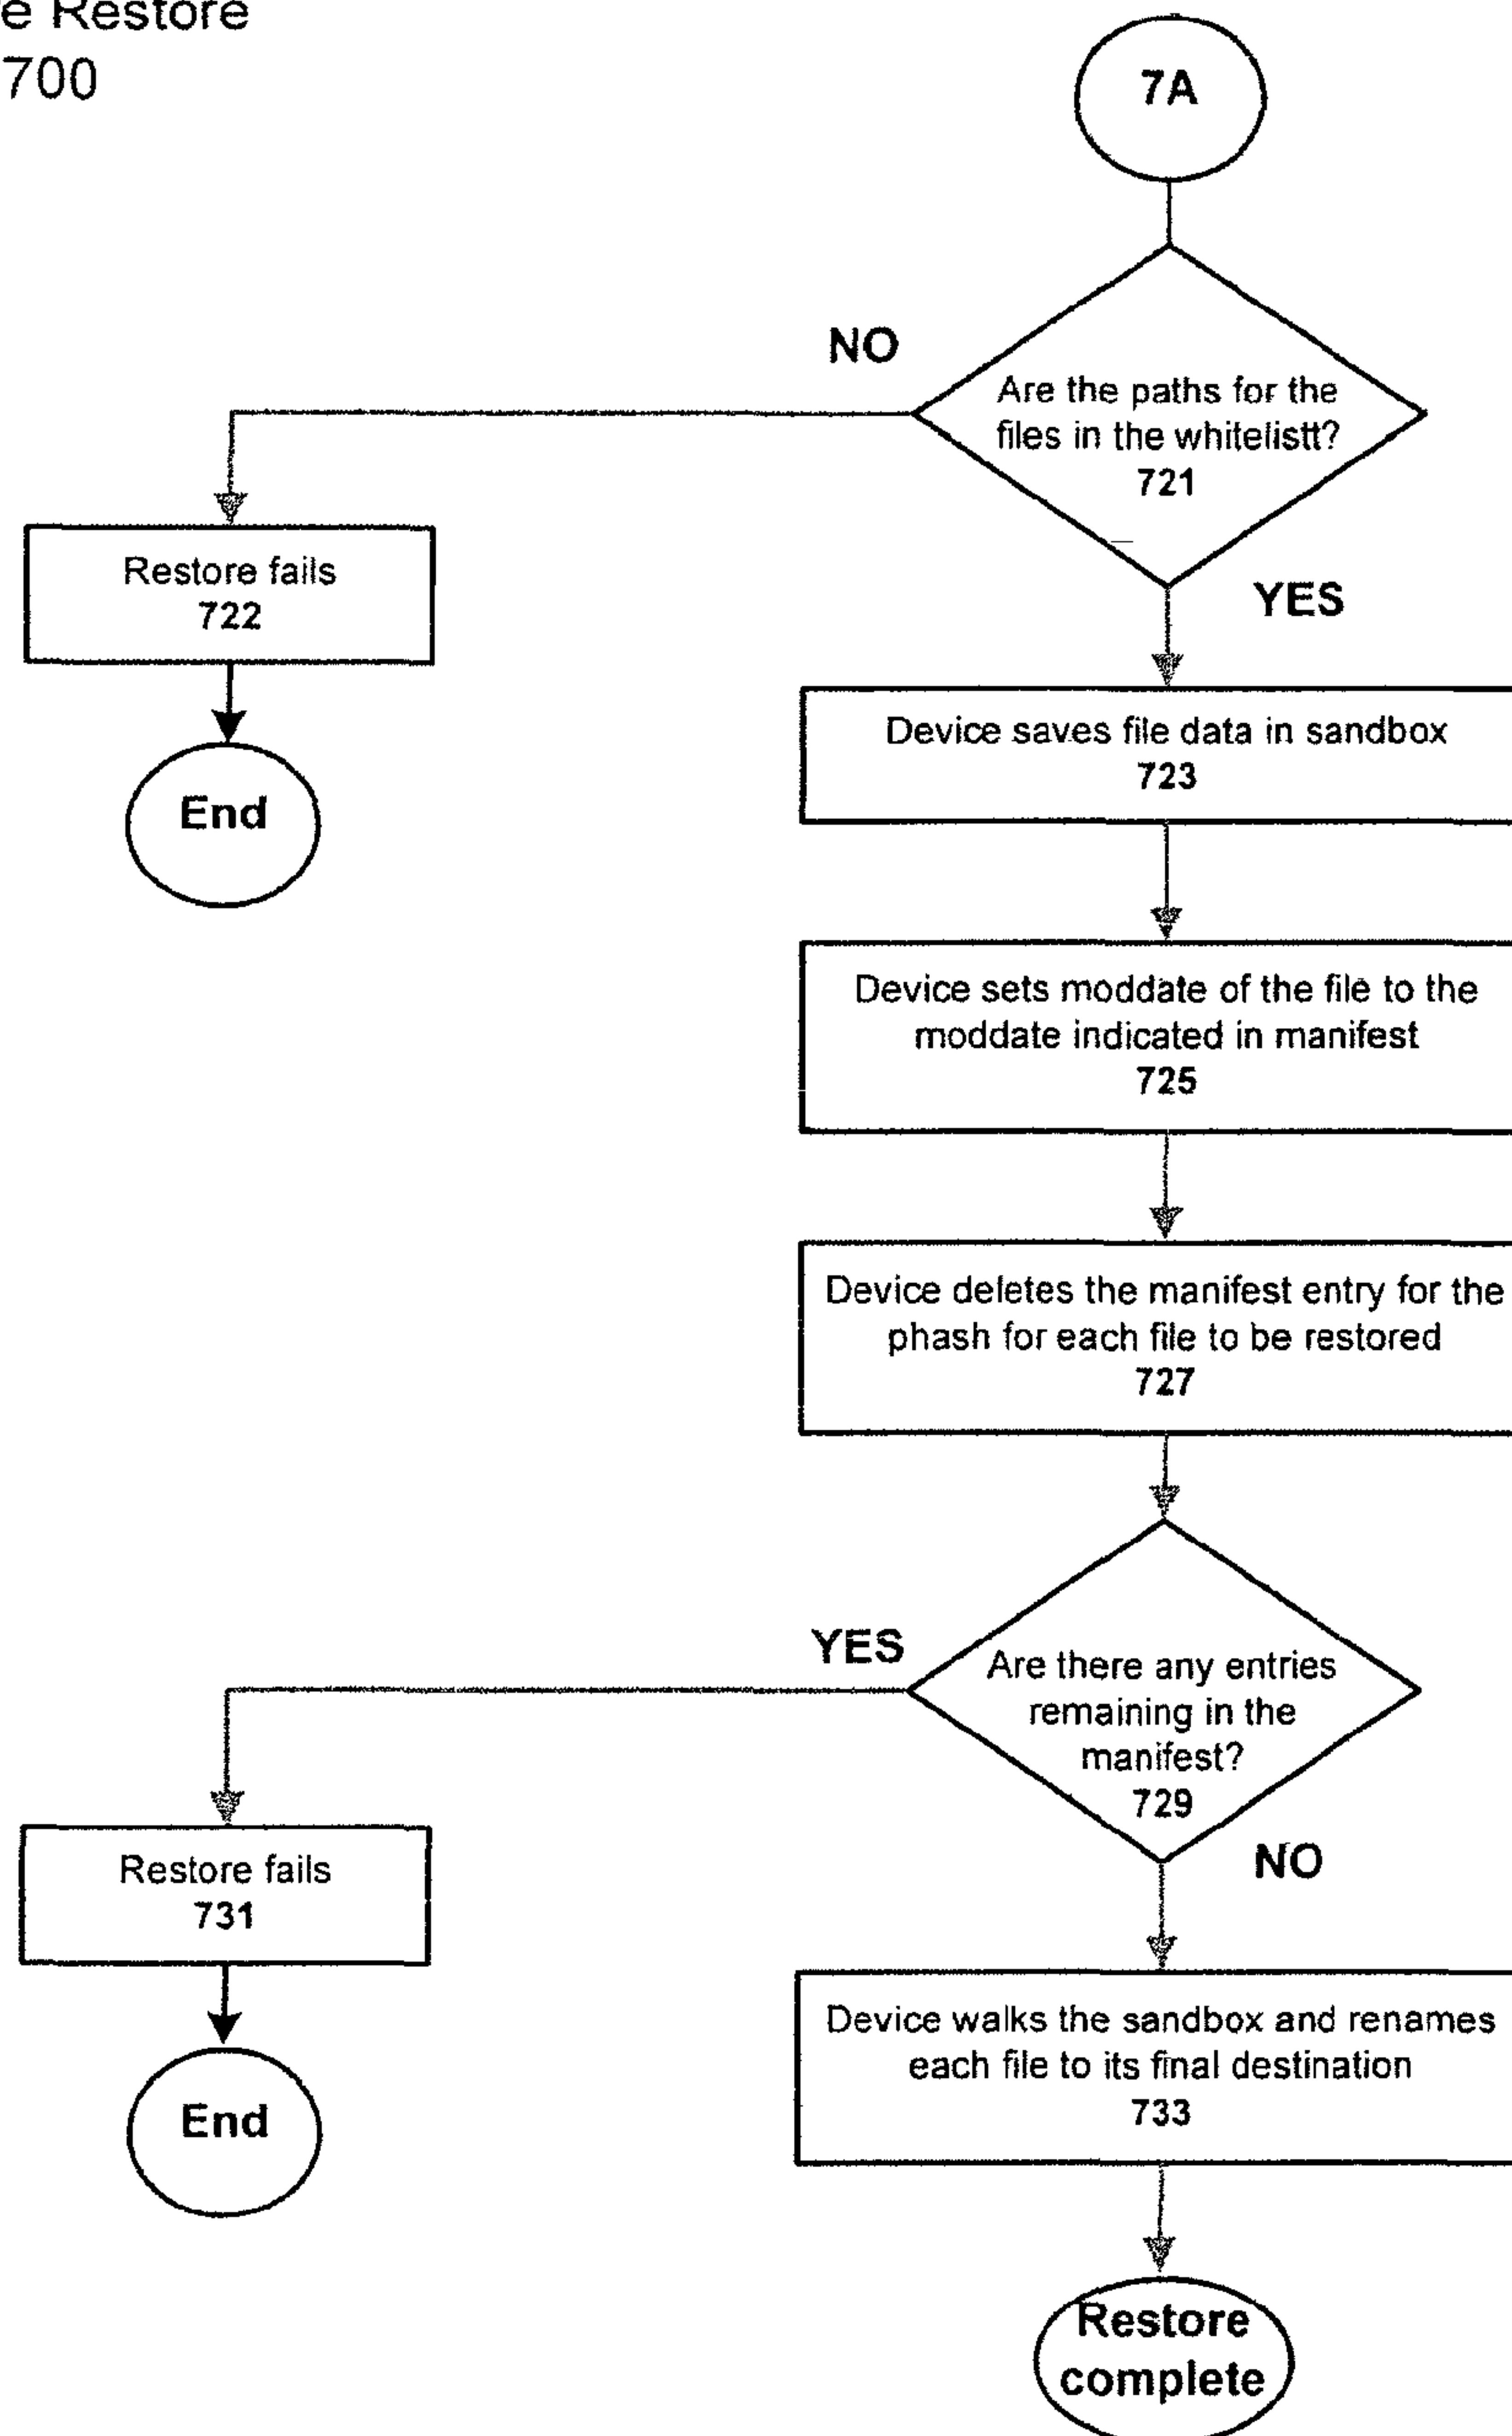 e Restore
700
7A
NO
Are the paths for the
files in the whitelistt?
721
YES
Restore fails
722
End
Device saves file data in sandbox
723
Device sets moddate of the file to the
moddate indicated in manifest
725
Device deletes the manifest entry for the
phash for each file to be restored
727
YES
Are there any entries
remaining in the
manifest?
729
NO
Restore fails
731
End
Device walks the sandbox and renames
each file to its final destination
733
Restore
complete